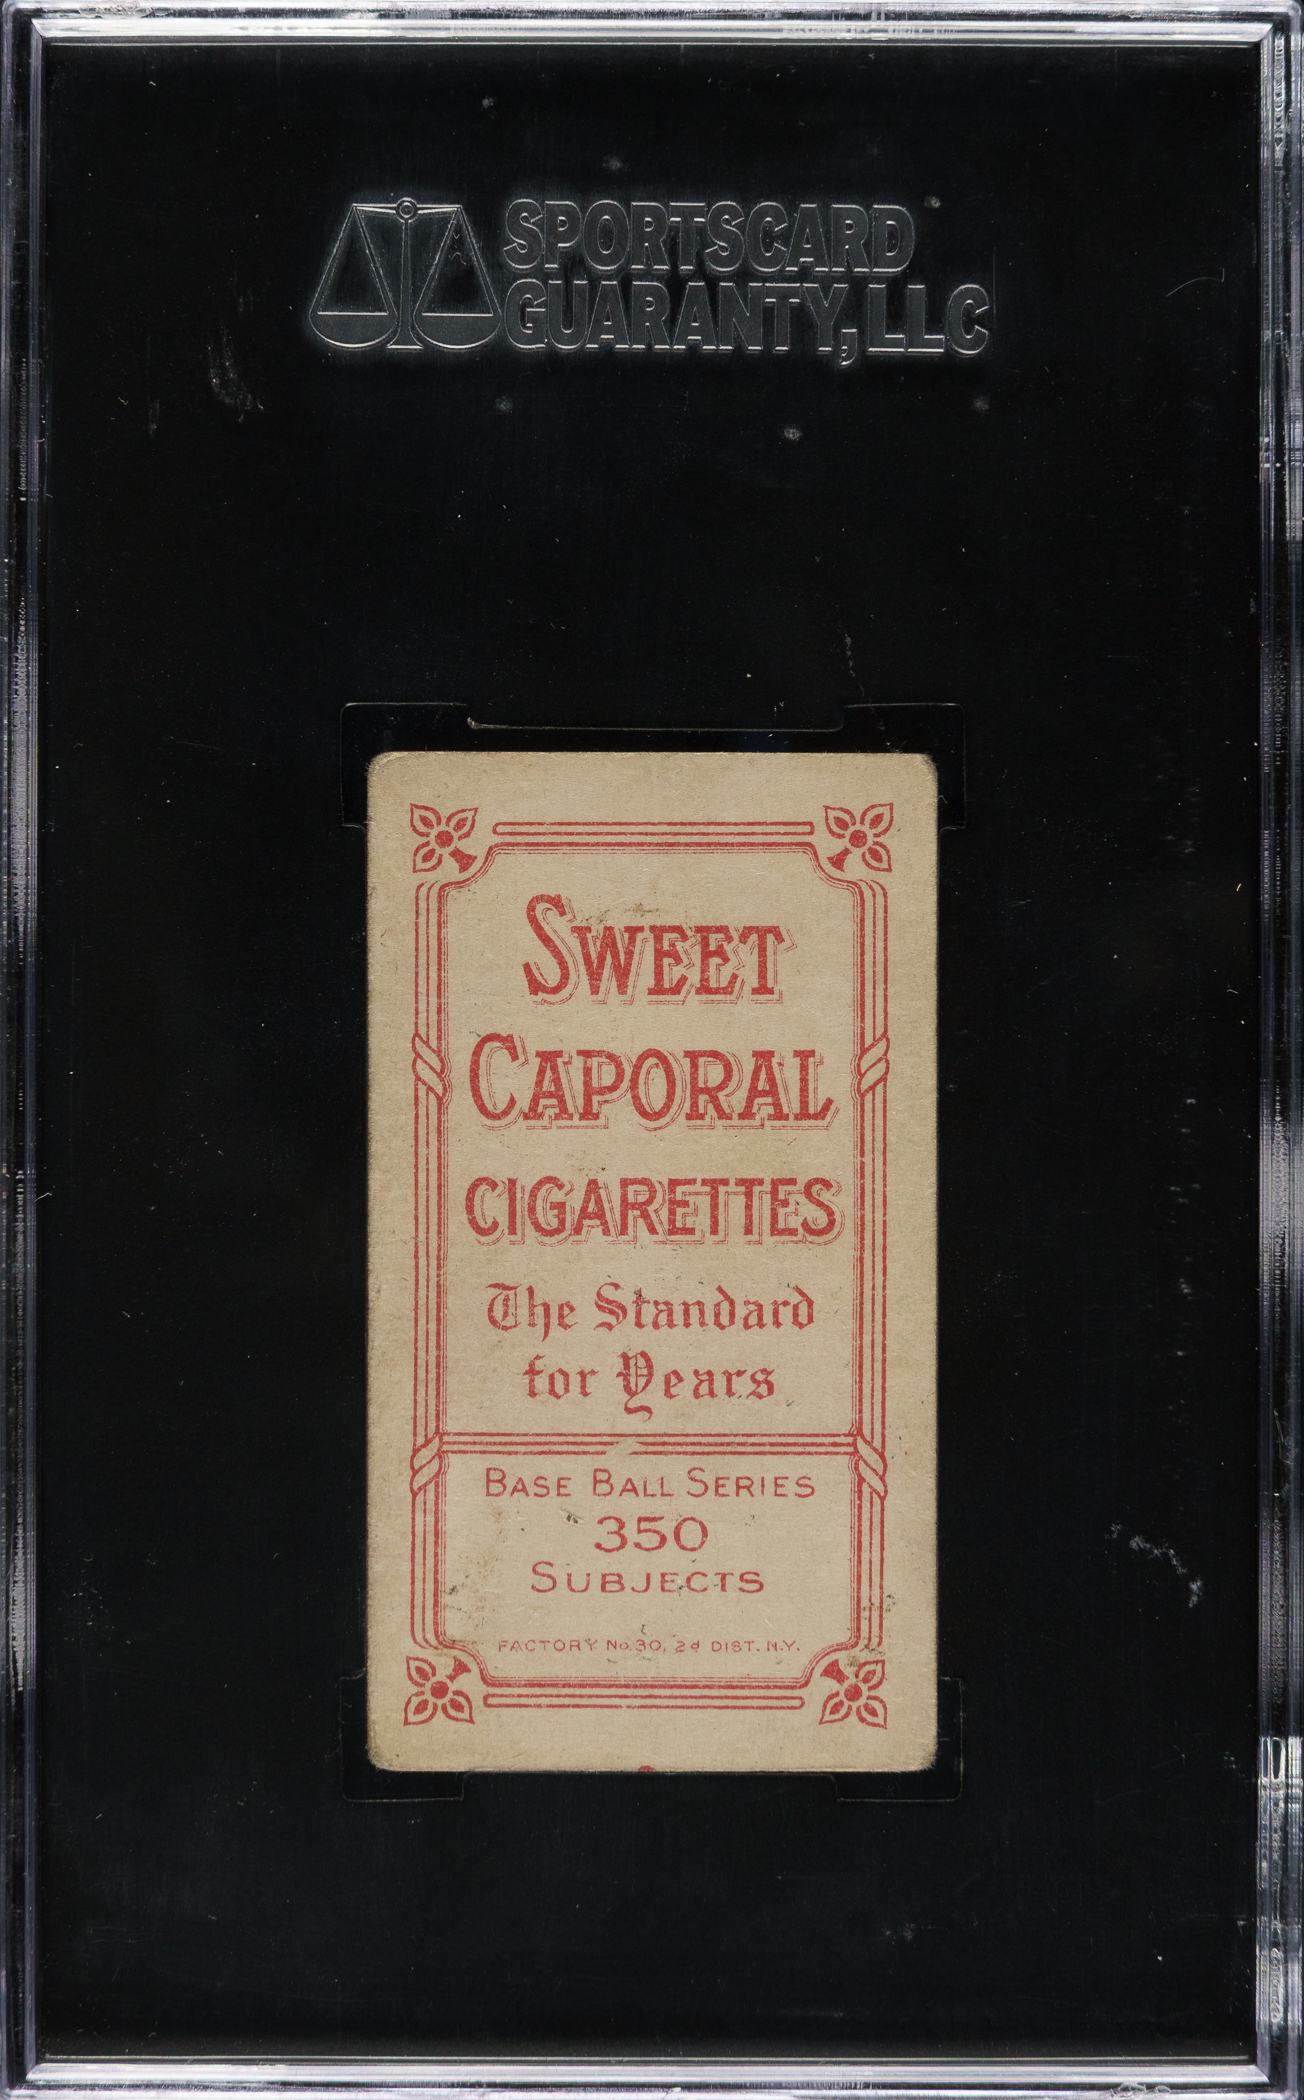 SPORTSCARD
GUARANTY, LLC
SWEET
CAPORAL
CIGARETTES
The Standard
for Years
BASE BALL SERIES
350
SUBJECTS
FACTORY No. 30, 2d DIST. N.Y.